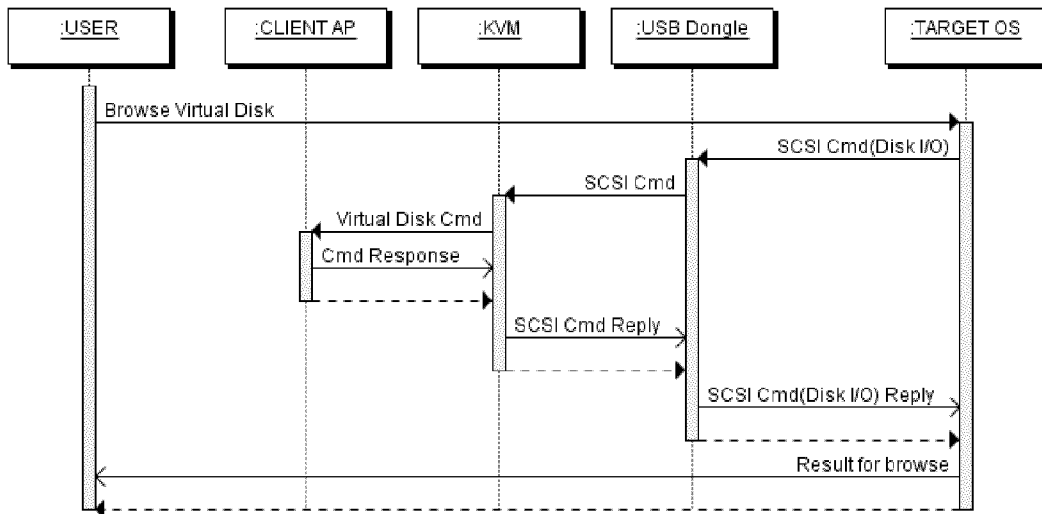 :USER
:CLIENT AP
:KVM
:USB Dongle
:TARGET OS
Browse Virtual Disk
SCSI Cmd(Disk I/O)
SCSI Cmd
Virtual Disk Cmd
Cmd Response
SCSI Cmd Reply
SCSI Cmd(Disk I/O) Reply
Result for browse